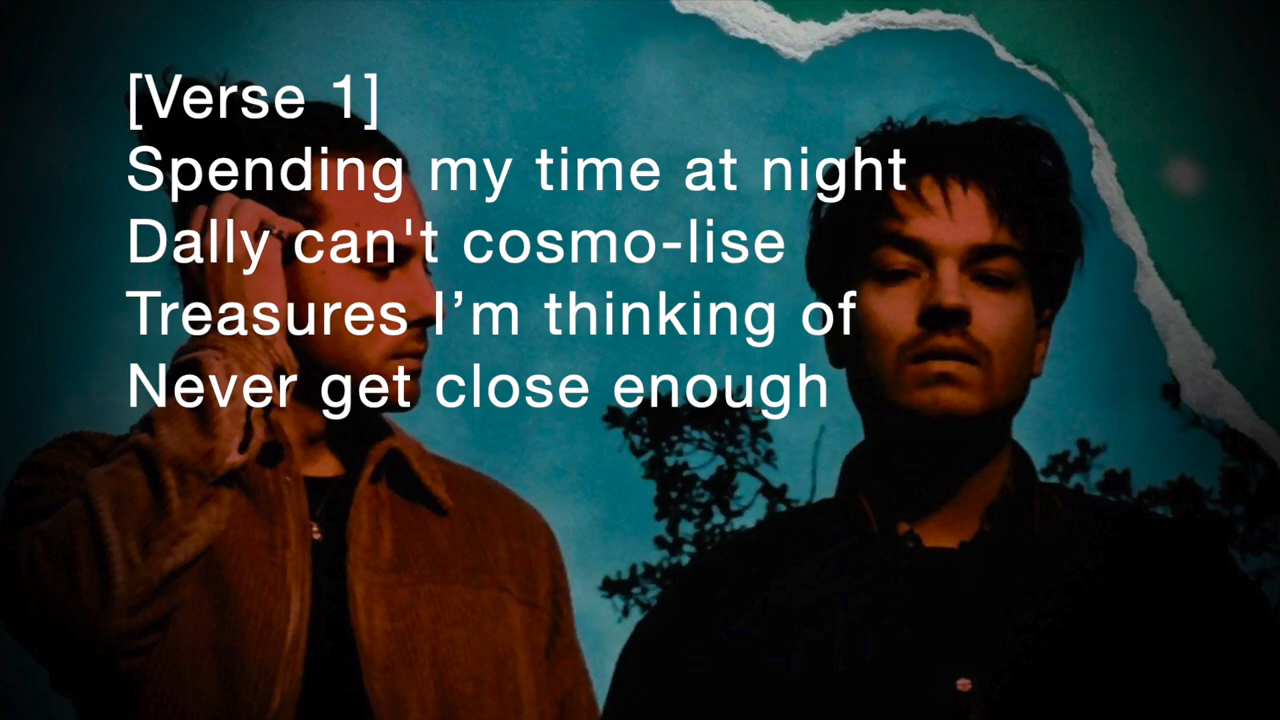 [Verse 1]
Spending my time at night
Dally can't cosmo-lise
Treasures I’m thinking of
Never get close enough